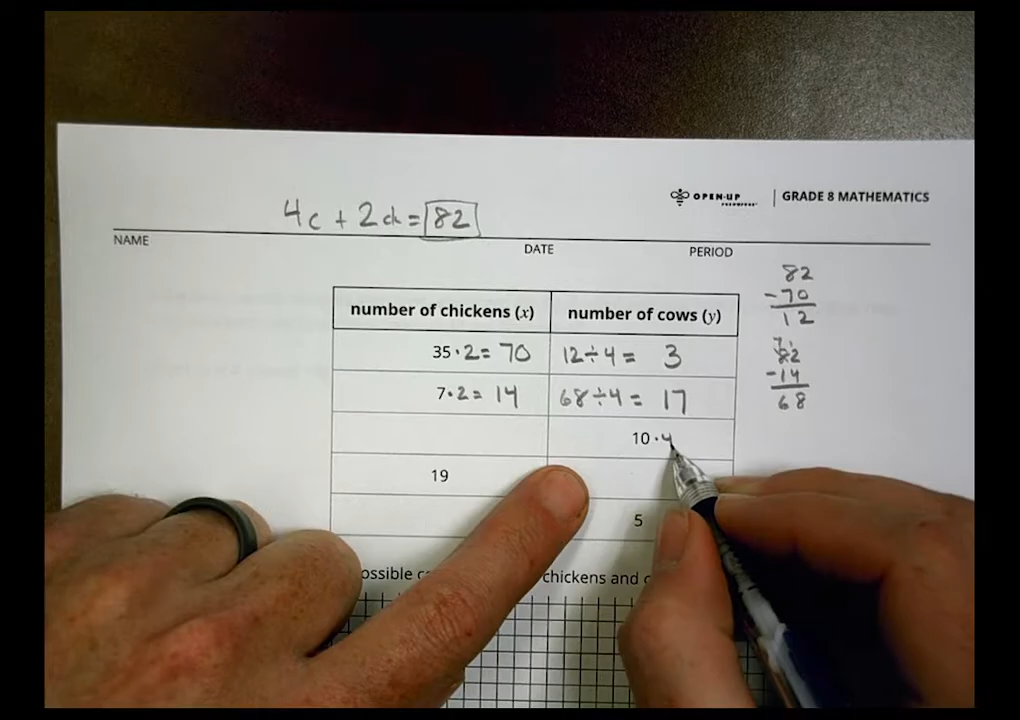 OPEN-UP | GRADE 8 MATHEMATICS
4c + 2ch = 82
NAME DATE PERIOD
82
-70
12
number of chickens (x) number of cows (y)
35 · 2 = 70 12 ÷ 4 = 3
7 1
82
-14
68
7 · 2 = 14 68 ÷ 4 = 17
10 · 4
19
5
chickens and